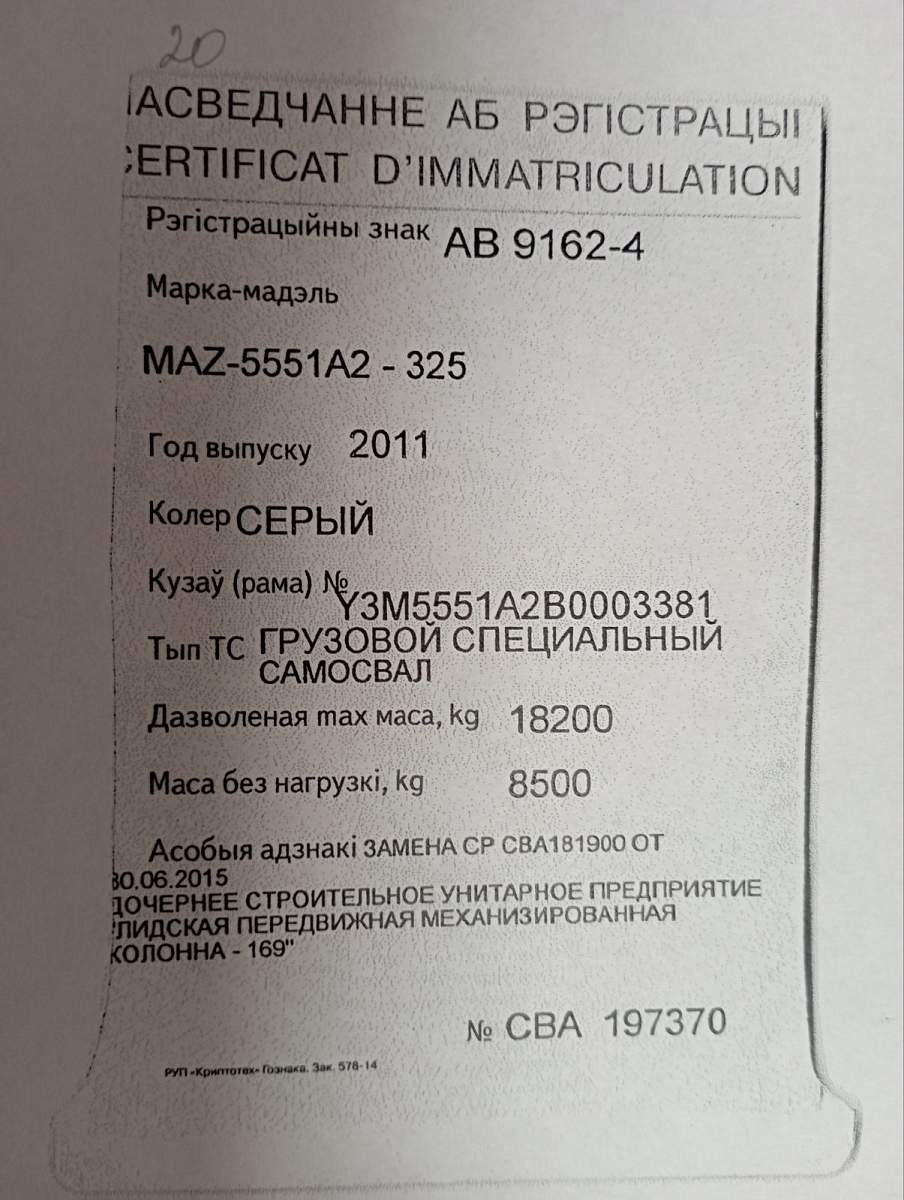 20
АСВЕДЧАННЕ АБ РЭГІСТРАЦЫІ
CERTIFICAT D'IMMATRICULATION
Рэгістрацыйны знак АВ 9162-4
Марка-мадэль
MAZ-5551A2 - 325
Год выпуску 2011
Колер СЕРЫЙ
Кузаў (рама) № Y3M5551A2B0003381
Тып ТС ГРУЗОВОЙ СПЕЦИАЛЬНЫЙ
САМОСВАЛ
Дазволеная max маса, kg 18200
Маса без нагрузкі, kg 8500
Асобыя адзнакі ЗАМЕНА СР СВА181900 ОТ
30.06.2015
ДОЧЕРНЕЕ СТРОИТЕЛЬНОЕ УНИТАРНОЕ ПРЕДПРИЯТИЕ
"ЛИДСКАЯ ПЕРЕДВИЖНАЯ МЕХАНИЗИРОВАННАЯ
КОЛОННА - 169"
№ СВА 197370
РУП «Криптотех» Гознака. Зак. 578-14